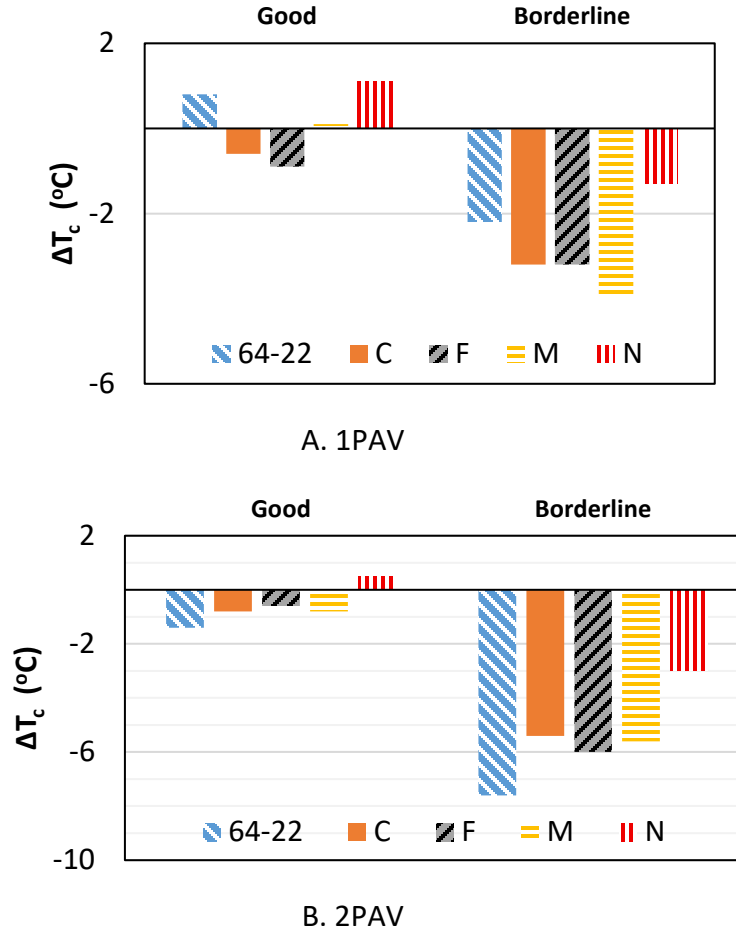 Good Borderline
2
-2
-6
ΔTc (oC)
64-22 C F M N
A. 1PAV
Good Borderline
2
-2
-6
-10
ΔTc (oC)
64-22 C F M N
B. 2PAV